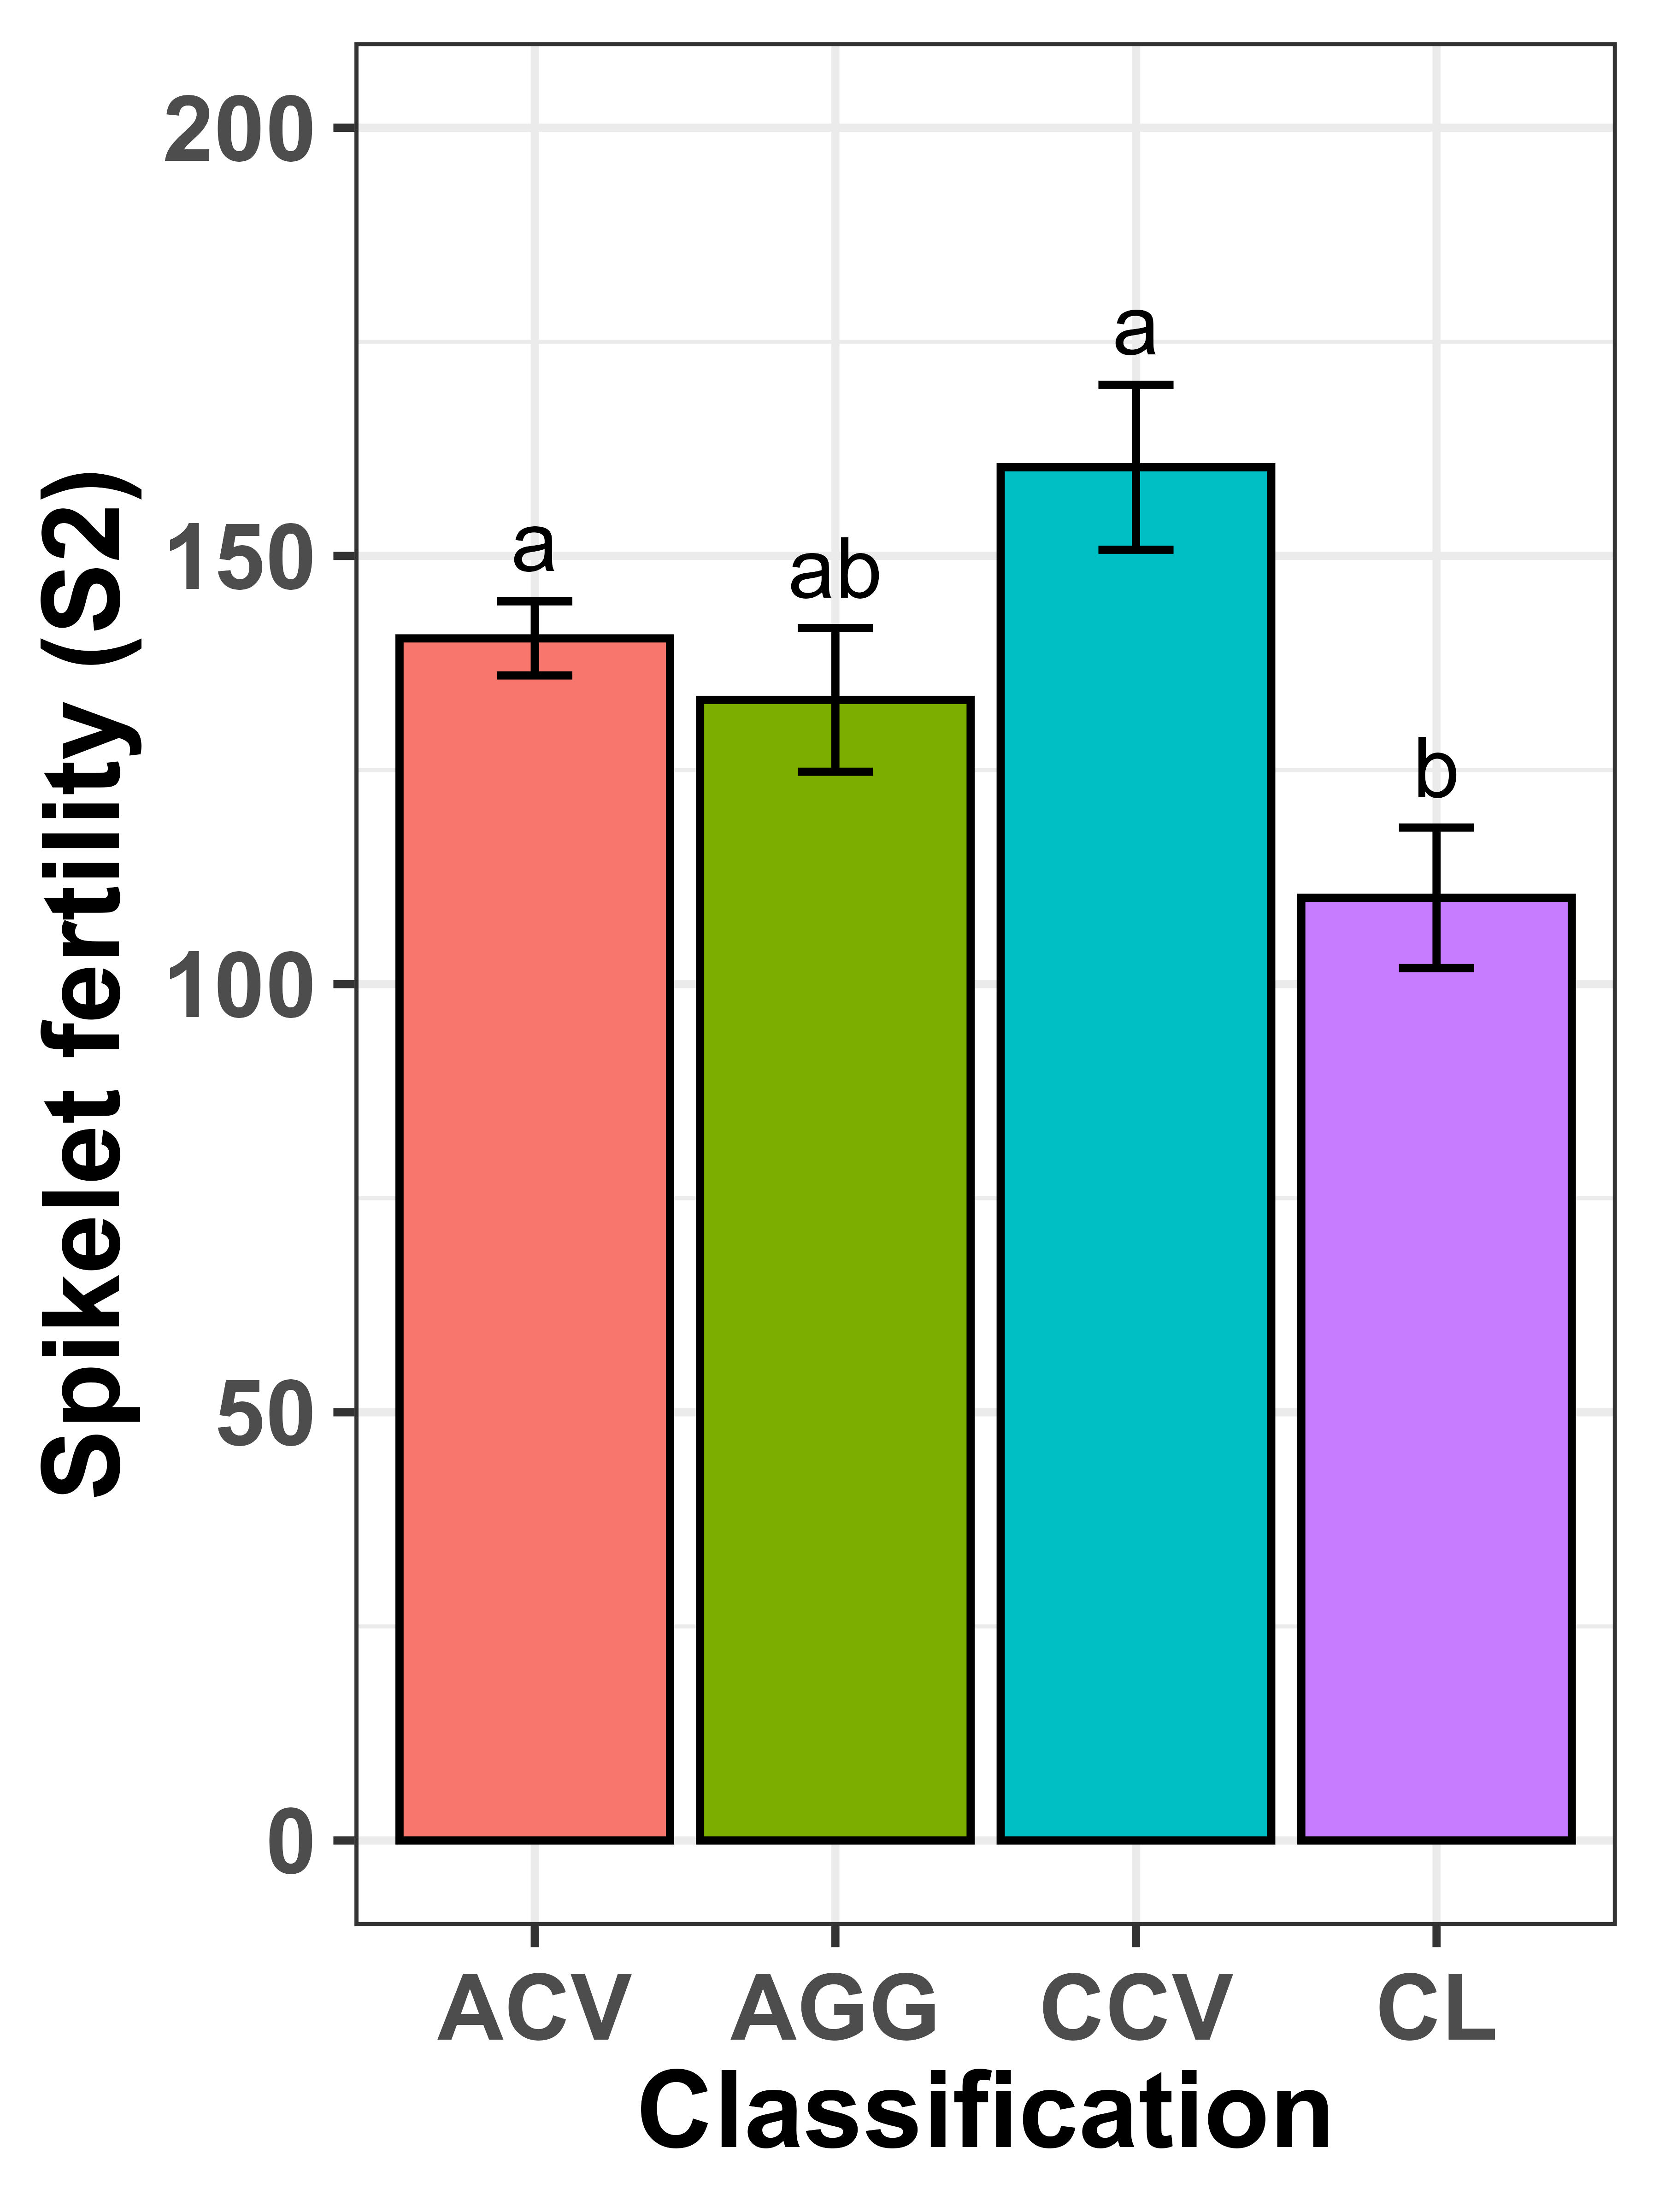 Spikelet fertility (S2)
200
150
100
50
0
a
ab
a
b
ACV AGG CCV CL
Classification